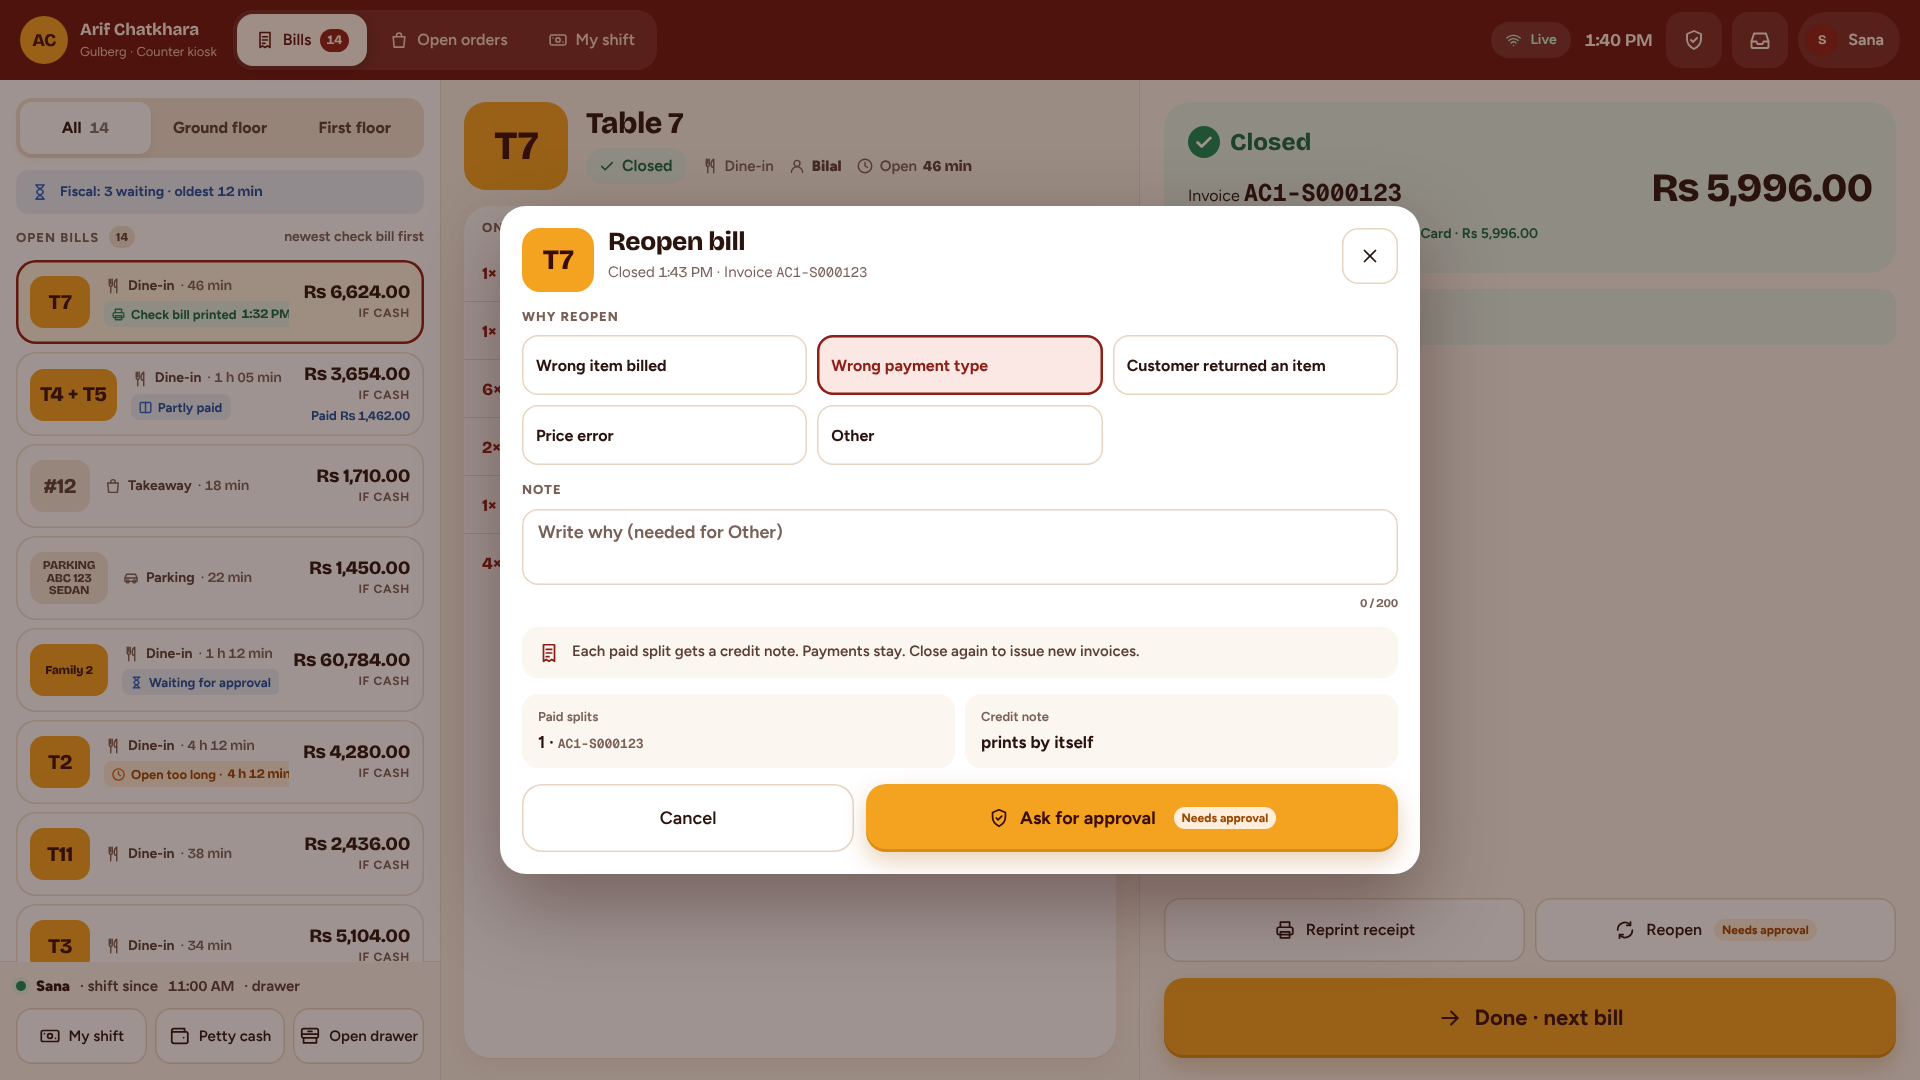 AC
Arif Chatkhara
Gulberg · Counter kiosk
Bills 14
Open orders
My shift
Live
1:40 PM
S Sana
All 14
Ground floor
First floor
Fiscal: 3 waiting · oldest 12 min
OPEN BILLS 14
newest check bill first
T7
Dine-in · 46 min
Check bill printed 1:32 PM
Rs 6,624.00
IF CASH
T4 + T5
Dine-in · 1 h 05 min
Partly paid
Rs 3,654.00
IF CASH
Paid Rs 1,462.00
#12
Takeaway · 18 min
Rs 1,710.00
IF CASH
PARKING
ABC 123
SEDAN
Parking · 22 min
Rs 1,450.00
IF CASH
Family 2
Dine-in · 1 h 12 min
Waiting for approval
Rs 60,784.00
IF CASH
T2
Dine-in · 4 h 12 min
Open too long · 4 h 12 min
Rs 4,280.00
IF CASH
T11
Dine-in · 38 min
Rs 2,436.00
IF CASH
T3
Dine-in · 34 min
Rs 5,104.00
IF CASH
Sana · shift since 11:00 AM · drawer
My shift
Petty cash
Open drawer
T7
Table 7
Closed
Dine-in
Bilal
Open 46 min
ON
1×
1×
6×
2×
1×
4×
Closed
Invoice AC1-S000123
Rs 5,996.00
Card · Rs 5,996.00
T7
Reopen bill
Closed 1:43 PM · Invoice AC1-S000123
WHY REOPEN
Wrong item billed
Wrong payment type
Customer returned an item
Price error
Other
NOTE
Write why (needed for Other)
0 / 200
Each paid split gets a credit note. Payments stay. Close again to issue new invoices.
Paid splits
1 · AC1-S000123
Credit note
prints by itself
Cancel
Ask for approval Needs approval
Reprint receipt
Reopen Needs approval
Done · next bill